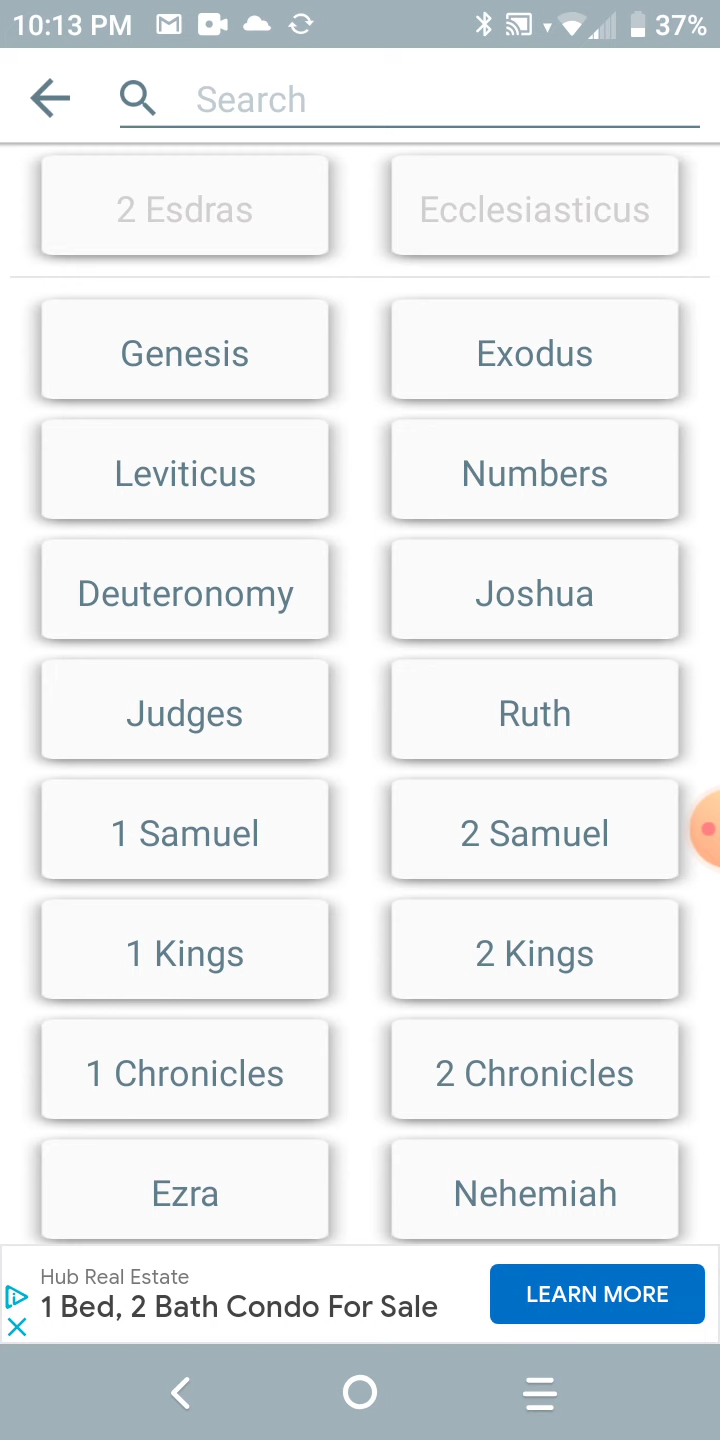 10:13 PM 37%
Search
2 Esdras Ecclesiasticus
Genesis Exodus
Leviticus Numbers
Deuteronomy Joshua
Judges Ruth
1 Samuel 2 Samuel
1 Kings 2 Kings
1 Chronicles 2 Chronicles
Ezra Nehemiah
Hub Real Estate
1 Bed, 2 Bath Condo For Sale
LEARN MORE